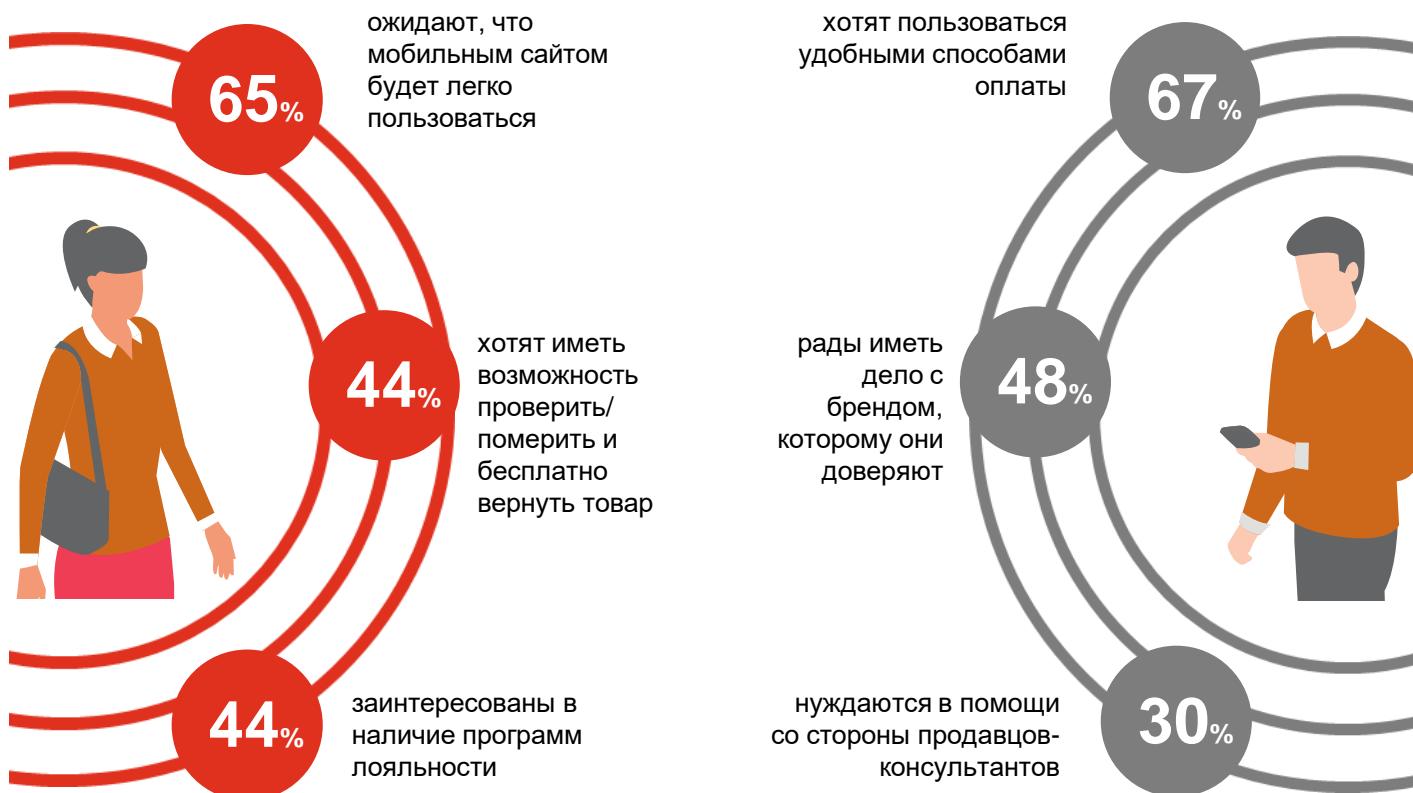 ожидают, что
мобильным сайтом
будет легко
пользоваться
65%
хотят иметь
возможность
проверить/
померить и
бесплатно
вернуть товар
44%
заинтересованы в
наличие программ
лояльности
44%
хотят пользоваться
удобными способами
оплаты
67%
рады иметь
дело с
брендом,
которому они
доверяют
48%
нуждаются в помощи
со стороны продавцов-
консультантов
30%